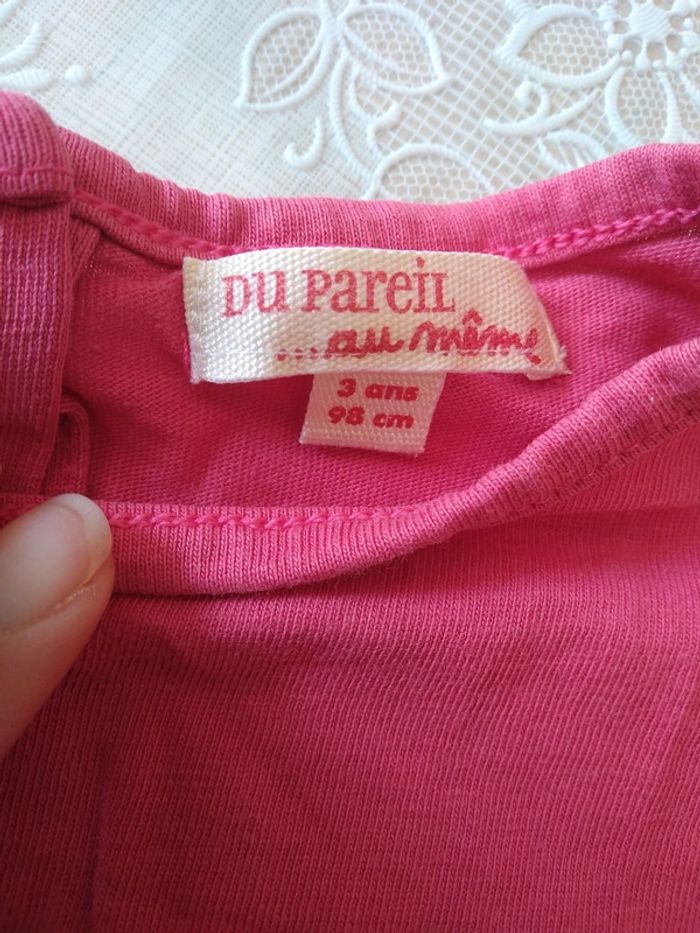 DU PareiL
...au même
3 ans
98 cm